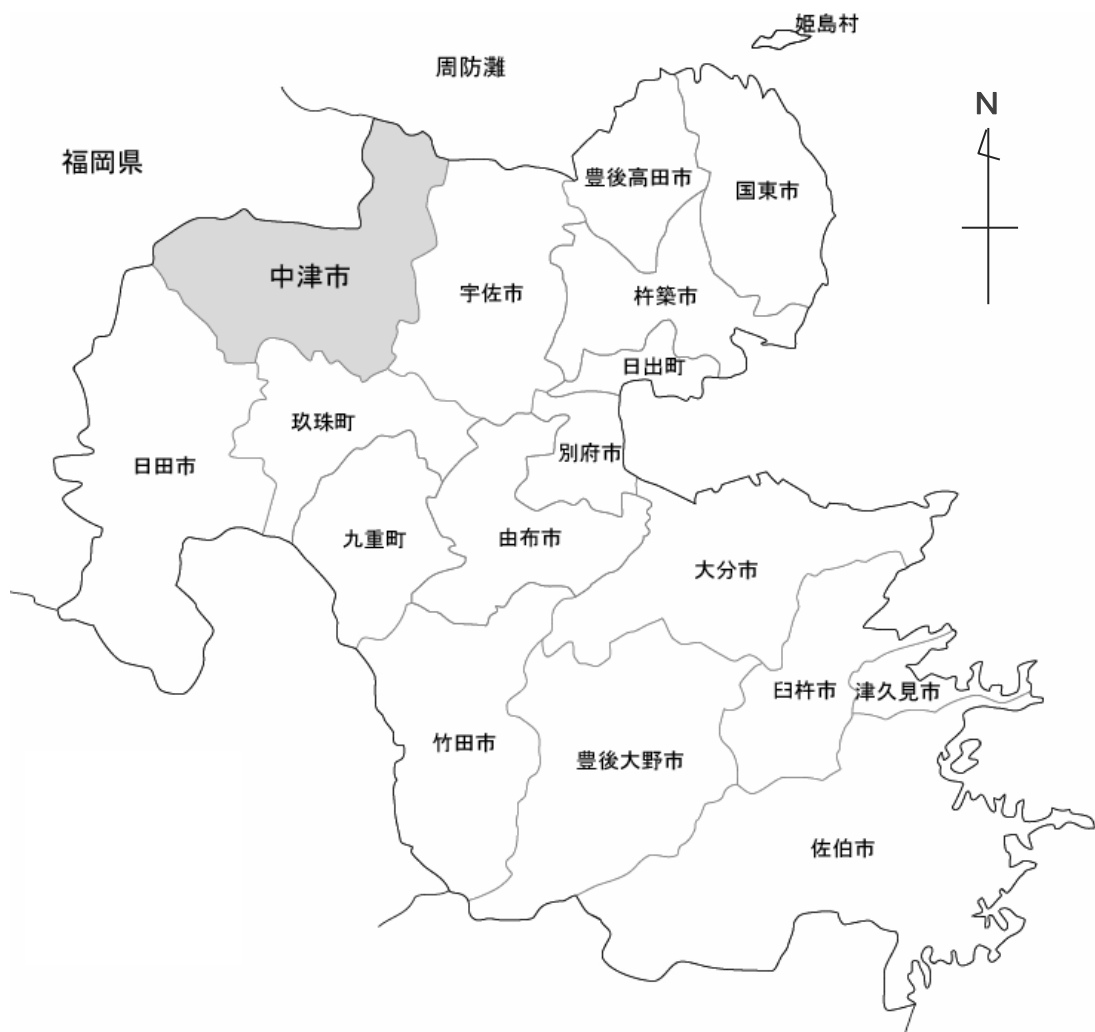 姫島村
周防灘
N
福岡県
豊後高田市
国東市
中津市
宇佐市
杵築市
日出町
玖珠町
別府市
日田市
九重町
由布市
大分市
臼杵市
津久見市
竹田市
豊後大野市
佐伯市